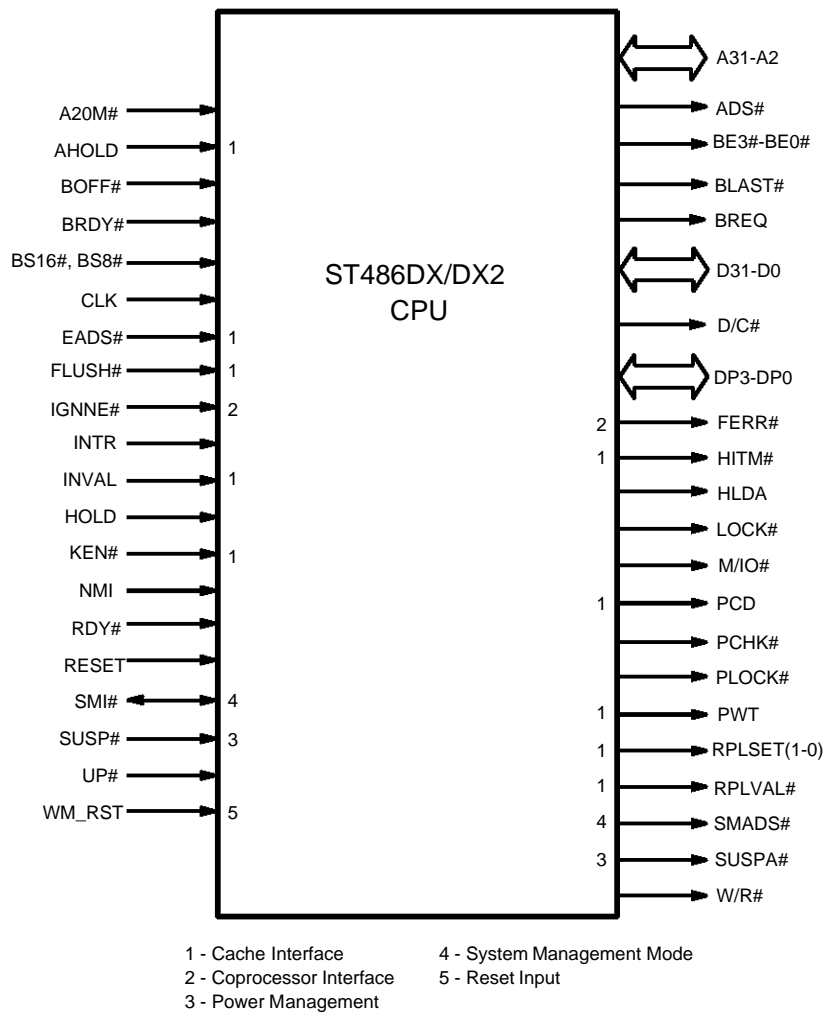 A20M#
AHOLD 1
BOFF#
BRDY#
BS16#, BS8#
CLK
EADS# 1
FLUSH# 1
IGNNE# 2
INTR
INVAL 1
HOLD
KEN# 1
NMI
RDY#
RESET
SMI# 4
SUSP# 3
UP#
WM_RST 5
ST486DX/DX2
CPU
A31-A2
ADS#
BE3#-BE0#
BLAST#
BREQ
D31-D0
D/C#
DP3-DP0
2 FERR#
1 HITM#
HLDA
LOCK#
M/IO#
1 PCD
PCHK#
PLOCK#
1 PWT
1 RPLSET(1-0)
1 RPLVAL#
4 SMADS#
3 SUSPA#
W/R#
1 - Cache Interface
2 - Coprocessor Interface
3 - Power Management
4 - System Management Mode
5 - Reset Input